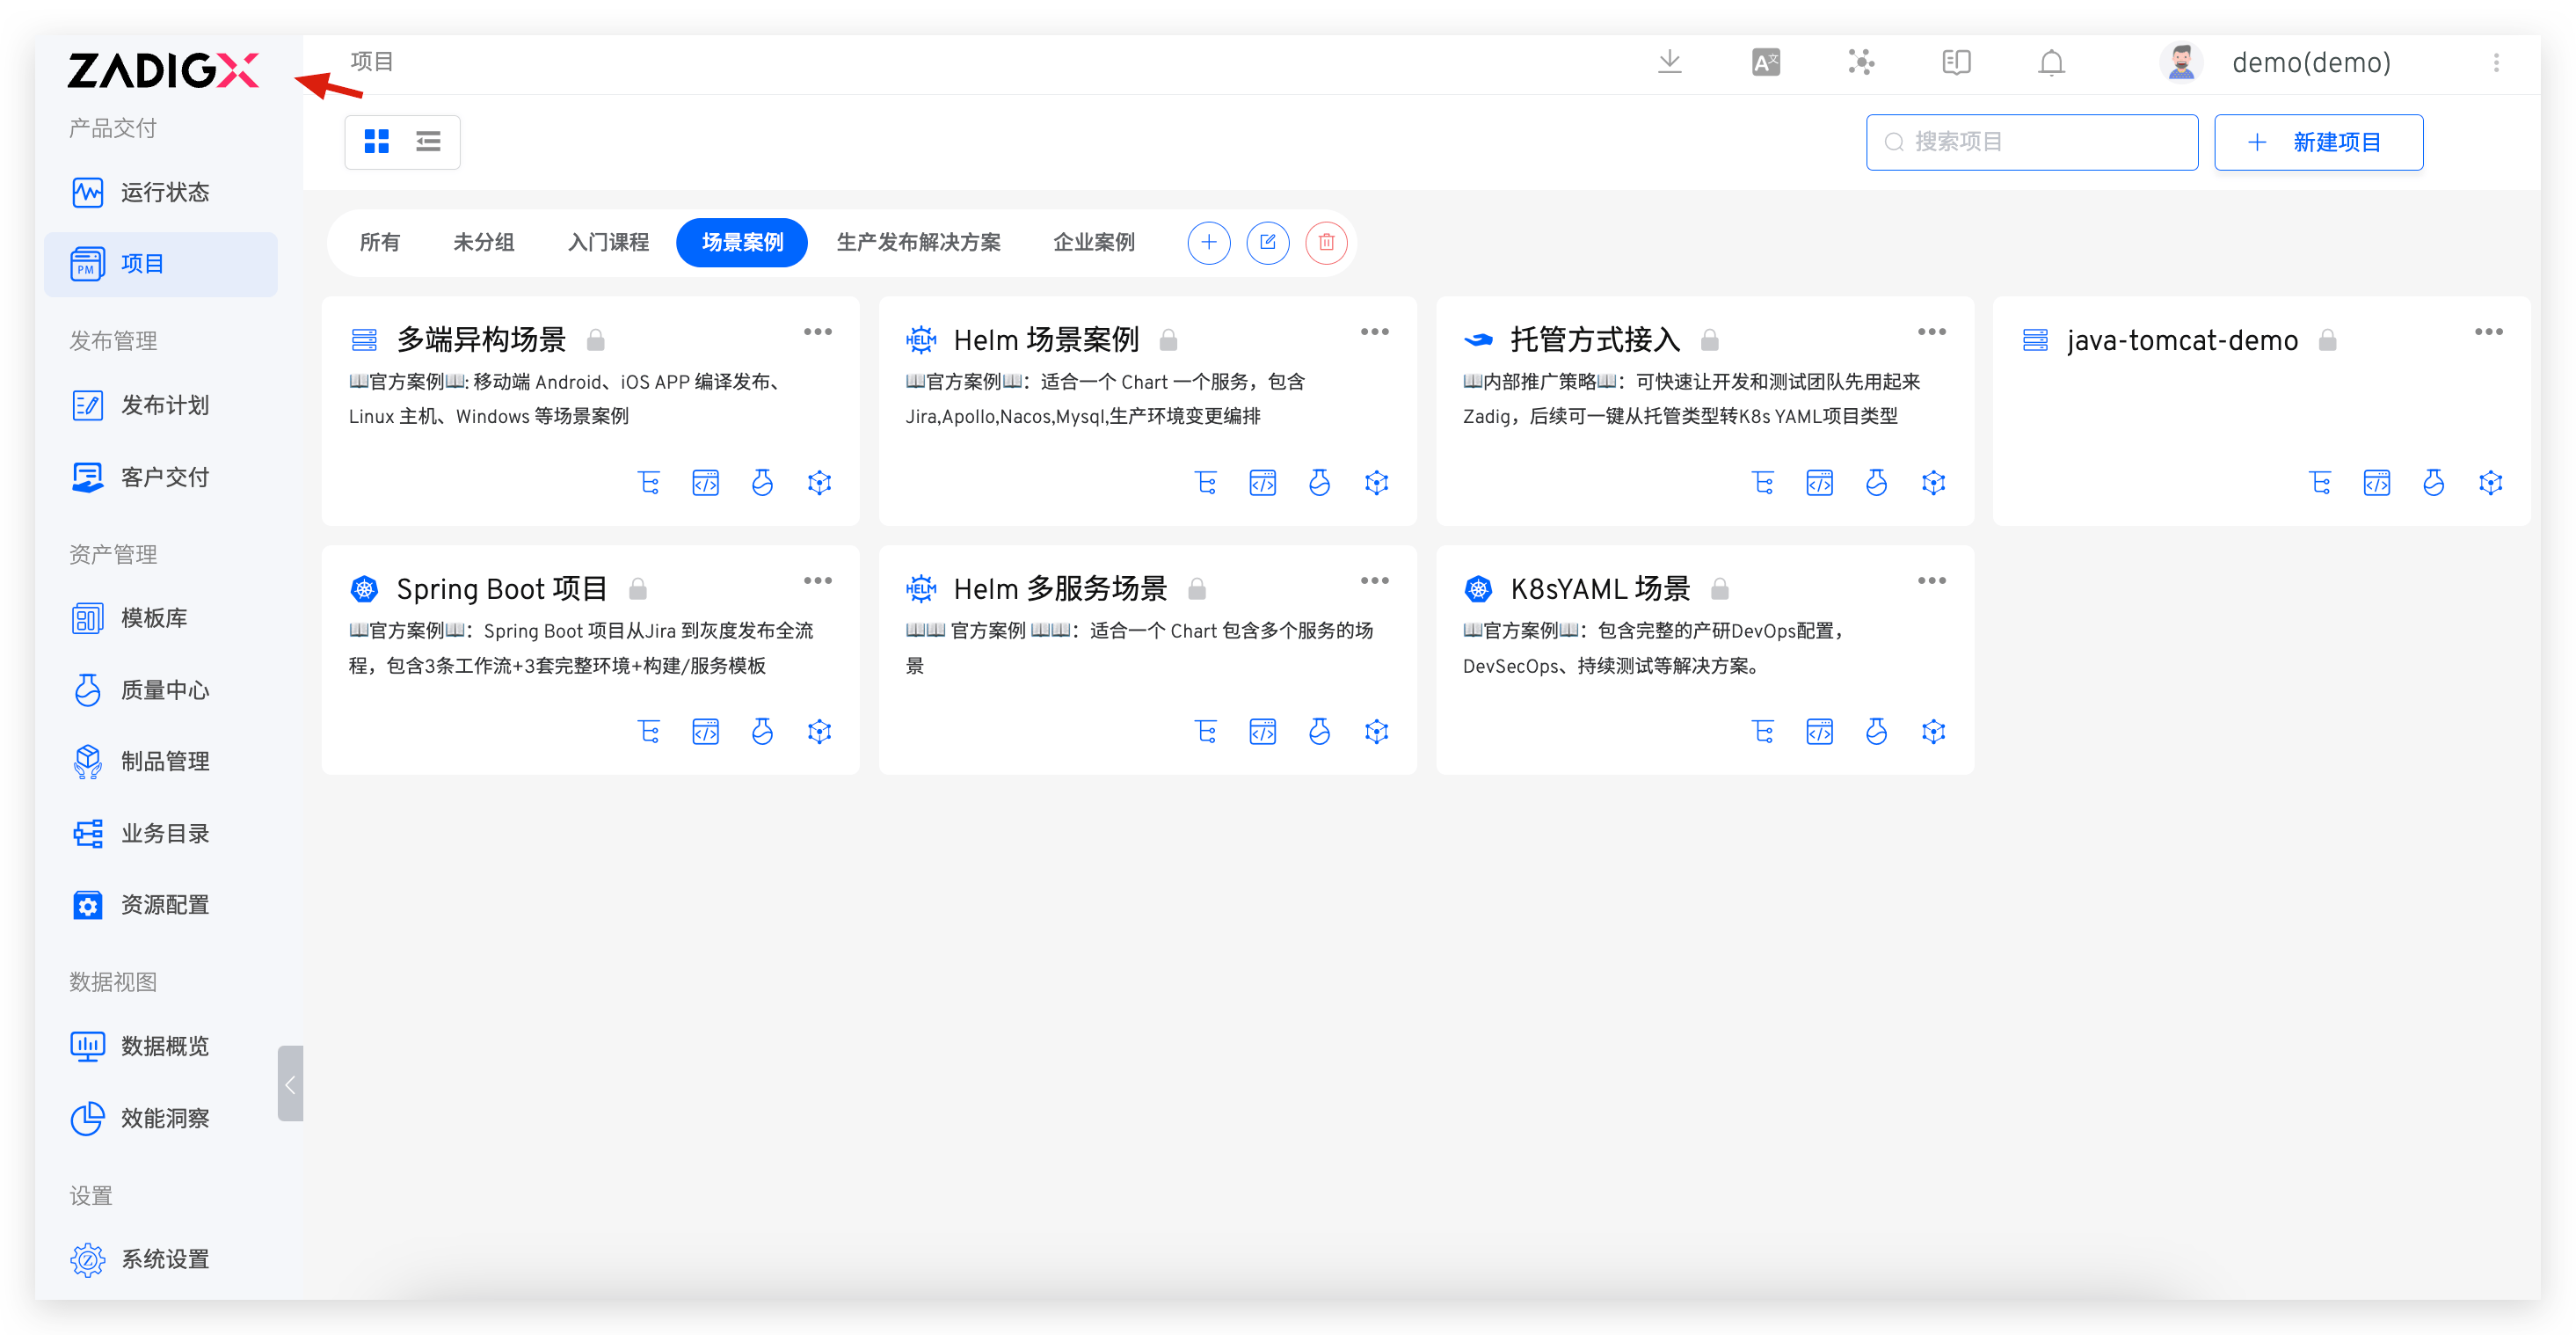 ZADIGX
产品交付
运行状态
PM
项目
发布管理
发布计划
客户交付
资产管理
模板库
质量中心
制品管理
业务目录
资源配置
数据视图
数据概览
效能洞察
设置
Z
系统设置
项目
A文
demo(demo)
搜索项目
+ 新建项目
所有 未分组 入门课程 场景案例 生产发布解决方案 企业案例
多端异构场景
📖官方案例📖: 移动端 Android、iOS APP 编译发布、
Linux 主机、Windows 等场景案例
HELM
Helm 场景案例
📖官方案例📖：适合一个 Chart 一个服务，包含
Jira,Apollo,Nacos,Mysql,生产环境变更编排
托管方式接入
📖内部推广策略📖：可快速让开发和测试团队先用起来
Zadig，后续可一键从托管类型转K8s YAML项目类型
java-tomcat-demo
Spring Boot 项目
📖官方案例📖：Spring Boot 项目从Jira 到灰度发布全流
程，包含3条工作流+3套完整环境+构建/服务模板
HELM
Helm 多服务场景
📖📖 官方案例 📖📖：适合一个 Chart 包含多个服务的场
景
K8sYAML 场景
📖官方案例📖：包含完整的产研DevOps配置，
DevSecOps、持续测试等解决方案。